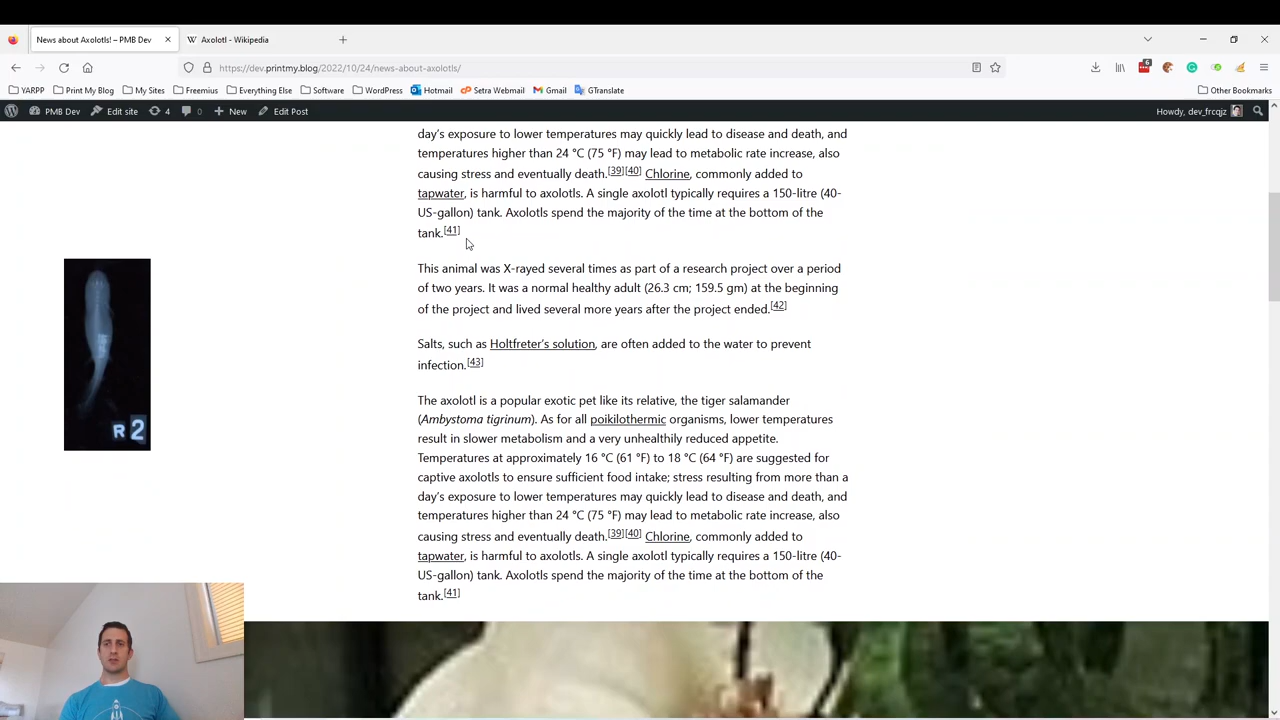 News about Axolotls! – PMB Dev
Axolotl - Wikipedia
https://dev.printmy.blog/2022/10/24/news-about-axolotls/
6
YARPP Print My Blog My Sites Freemius Everything Else Software WordPress Hotmail Setra Webmail Gmail GTranslate Other Bookmarks
PMB Dev Edit site 4 0 New Edit Post Howdy, dev_frcqjz
day's exposure to lower temperatures may quickly lead to disease and death, and
temperatures higher than 24 °C (75 °F) may lead to metabolic rate increase, also
causing stress and eventually death.[39][40] Chlorine, commonly added to
tapwater, is harmful to axolotls. A single axolotl typically requires a 150-litre (40-
US-gallon) tank. Axolotls spend the majority of the time at the bottom of the
tank.[41]
This animal was X-rayed several times as part of a research project over a period
of two years. It was a normal healthy adult (26.3 cm; 159.5 gm) at the beginning
of the project and lived several more years after the project ended.[42]
Salts, such as Holtfreter's solution, are often added to the water to prevent
infection.[43]
The axolotl is a popular exotic pet like its relative, the tiger salamander
(Ambystoma tigrinum). As for all poikilothermic organisms, lower temperatures
result in slower metabolism and a very unhealthily reduced appetite.
Temperatures at approximately 16 °C (61 °F) to 18 °C (64 °F) are suggested for
captive axolotls to ensure sufficient food intake; stress resulting from more than a
day's exposure to lower temperatures may quickly lead to disease and death, and
temperatures higher than 24 °C (75 °F) may lead to metabolic rate increase, also
causing stress and eventually death.[39][40] Chlorine, commonly added to
tapwater, is harmful to axolotls. A single axolotl typically requires a 150-litre (40-
US-gallon) tank. Axolotls spend the majority of the time at the bottom of the
tank.[41]
R 2